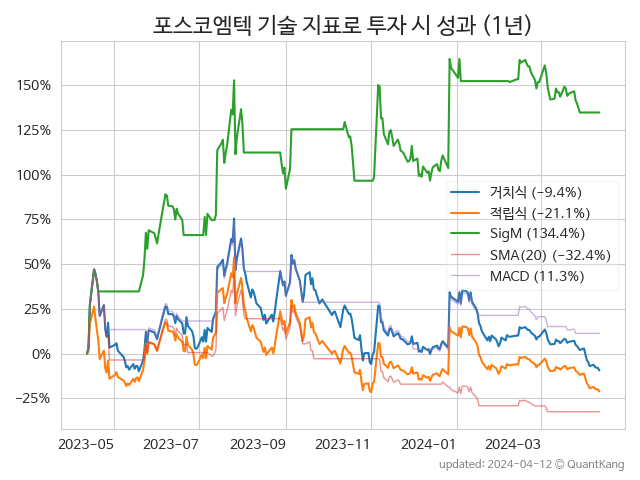 포스코엠텍 기술 지표로 투자 시 성과 (1년)
150%
125%
100%
75%
50%
25%
0%
−25%
거치식 (−9.4%)
적립식 (−21.1%)
SigM (134.4%)
SMA(20) (−32.4%)
MACD (11.3%)
2023-05 2023-07 2023-09 2023-11 2024-01 2024-03
updated: 2024-04-12 © QuantKang